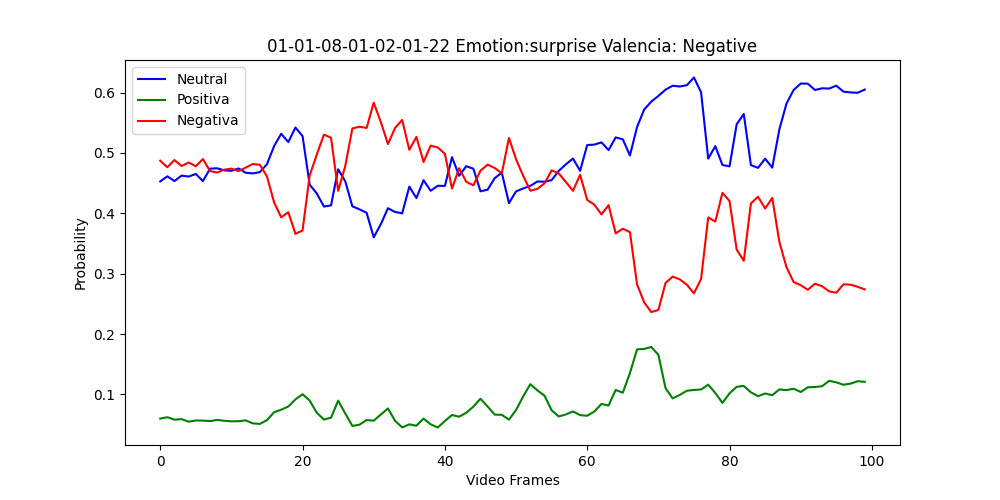 01-01-08-01-02-01-22 Emotion:surprise Valencia: Negative
Neutral
Positiva
Negativa
Probability
0.6
0.5
0.4
0.3
0.2
0.1
0 20 40 60 80 100
Video Frames